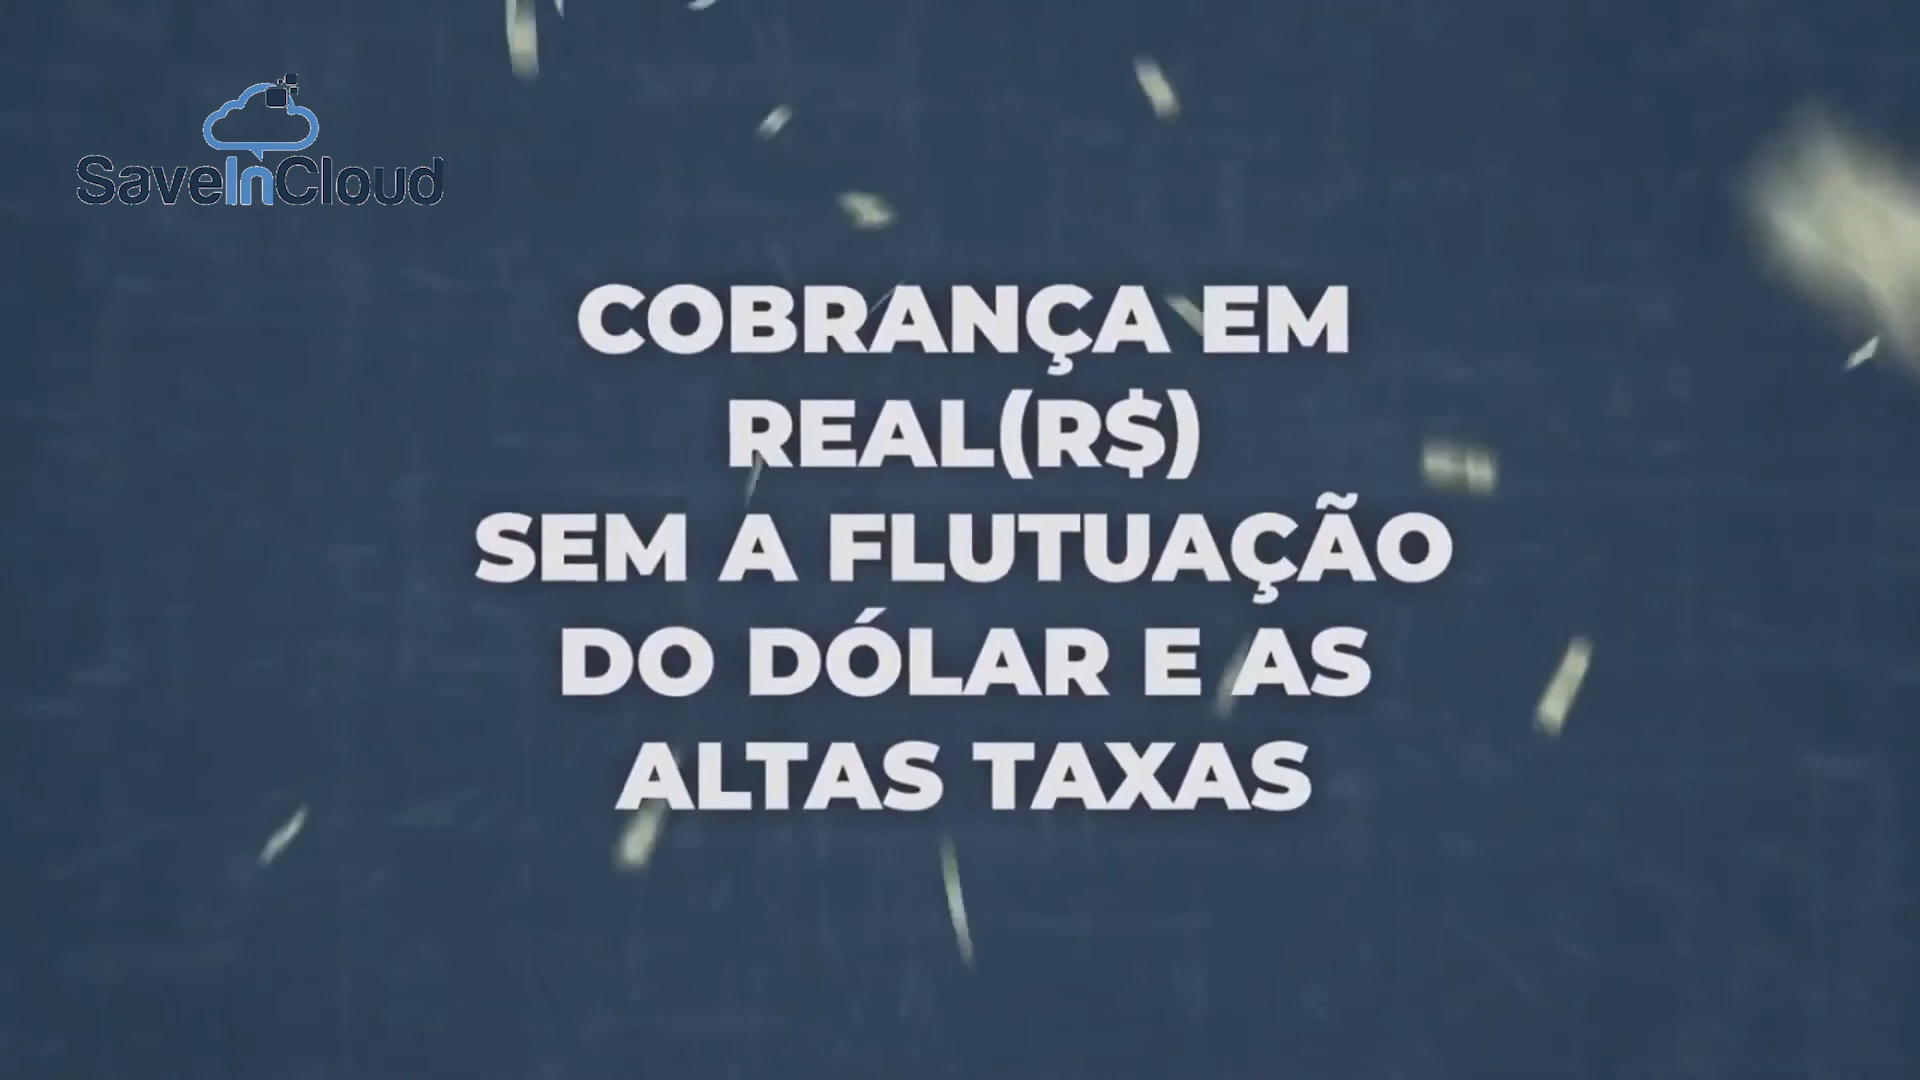 SaveInCloud
COBRANÇA EM
REAL(R$)
SEM A FLUTUAÇÃO
DO DÓLAR E AS
ALTAS TAXAS